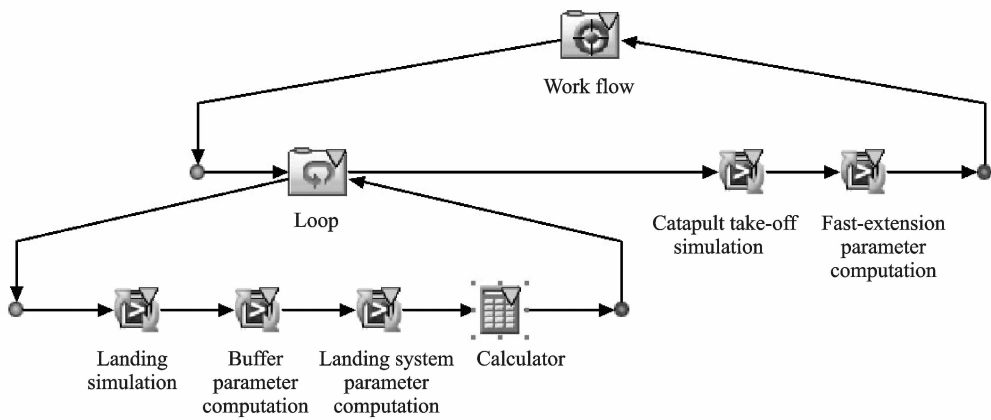 Work flow
Loop
Catapult take-off
simulation
Fast-extension
parameter
computation
Landing
simulation
Buffer
parameter
computation
Landing system
parameter
computation
Calculator